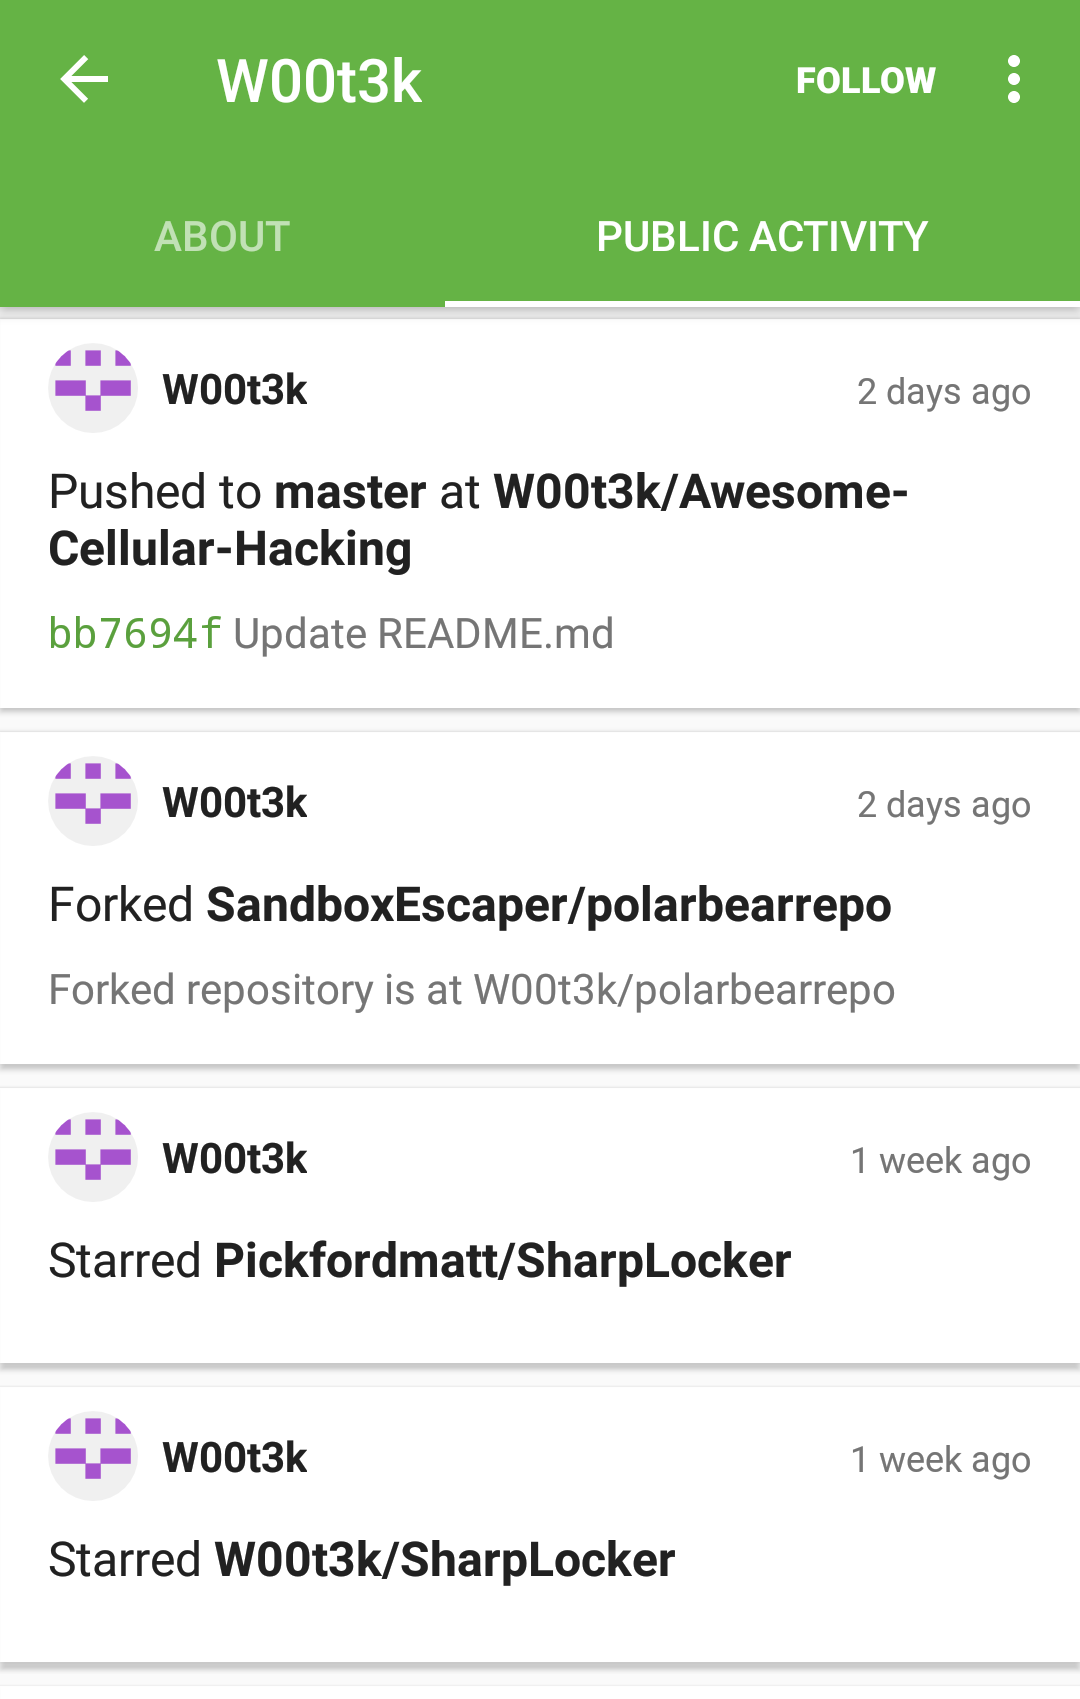 W00t3k
FOLLOW
ABOUT
PUBLIC ACTIVITY
W00t3k
2 days ago
Pushed to master at W00t3k/Awesome-
Cellular-Hacking
bb7694f Update README.md
W00t3k
2 days ago
Forked SandboxEscaper/polarbearrepo
Forked repository is at W00t3k/polarbearrepo
W00t3k
1 week ago
Starred Pickfordmatt/SharpLocker
W00t3k
1 week ago
Starred W00t3k/SharpLocker